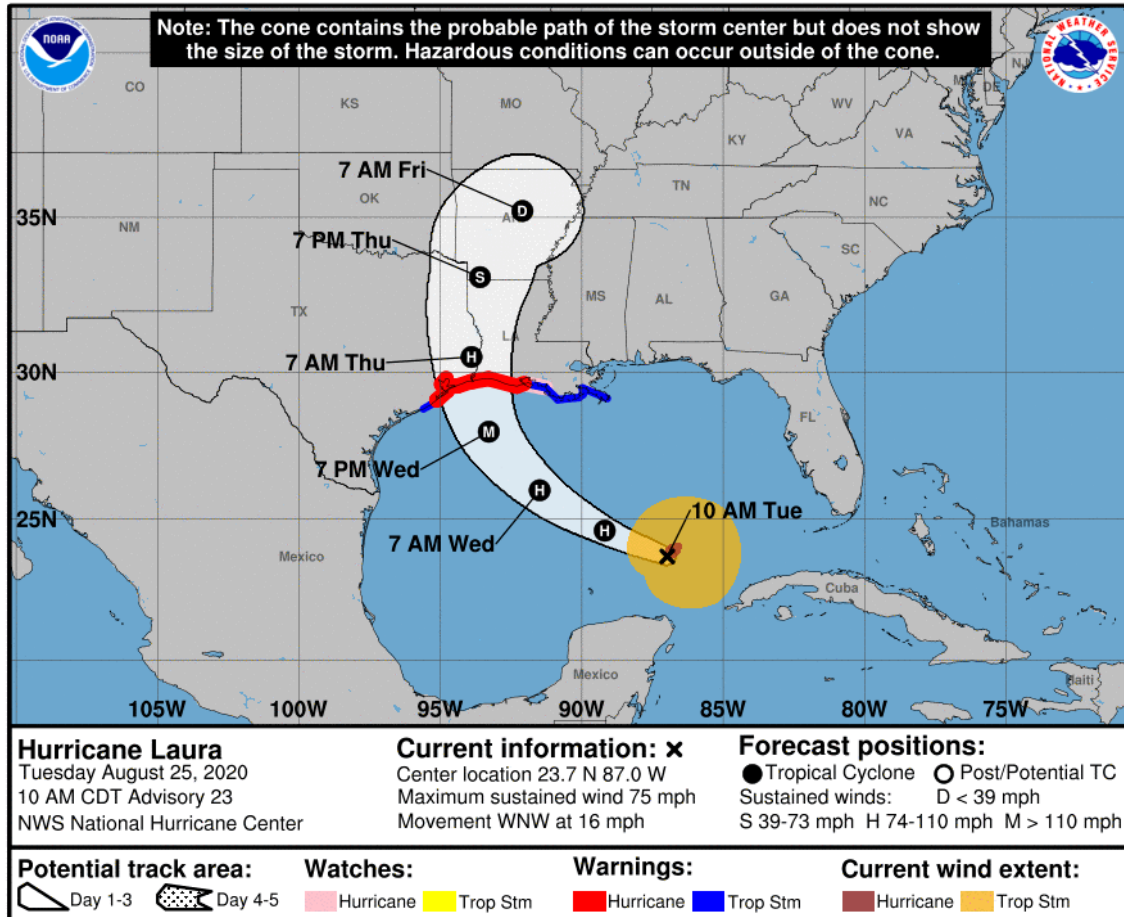 Note: The cone contains the probable path of the storm center but does not show
the size of the storm. Hazardous conditions can occur outside of the cone.
NOAA
NATIONAL WEATHER SERVICE
CO
KS
MO
WV
NJ
DE
KY
VA
7 AM Fri
OK
TN
NC
35N
NM
D
7 PM Thu
SC
S
TX
MS
AL
GA
LA
7 AM Thu
H
30N
FL
M
7 PM Wed
H
10 AM Tue
25N
H
Bahamas
7 AM Wed
Mexico
Cuba
Mexico
Haiti
105W
100W
95W
90W
85W
80W
75W
Hurricane Laura
Tuesday August 25, 2020
10 AM CDT Advisory 23
NWS National Hurricane Center
Current information: x
Center location 23.7 N 87.0 W
Maximum sustained wind 75 mph
Movement WNW at 16 mph
Forecast positions:
Tropical Cyclone Post/Potential TC
Sustained winds: D < 39 mph
S 39-73 mph H 74-110 mph M > 110 mph
Potential track area:
Day 1-3 Day 4-5
Watches:
Hurricane Trop Stm
Warnings:
Hurricane Trop Stm
Current wind extent:
Hurricane Trop Stm